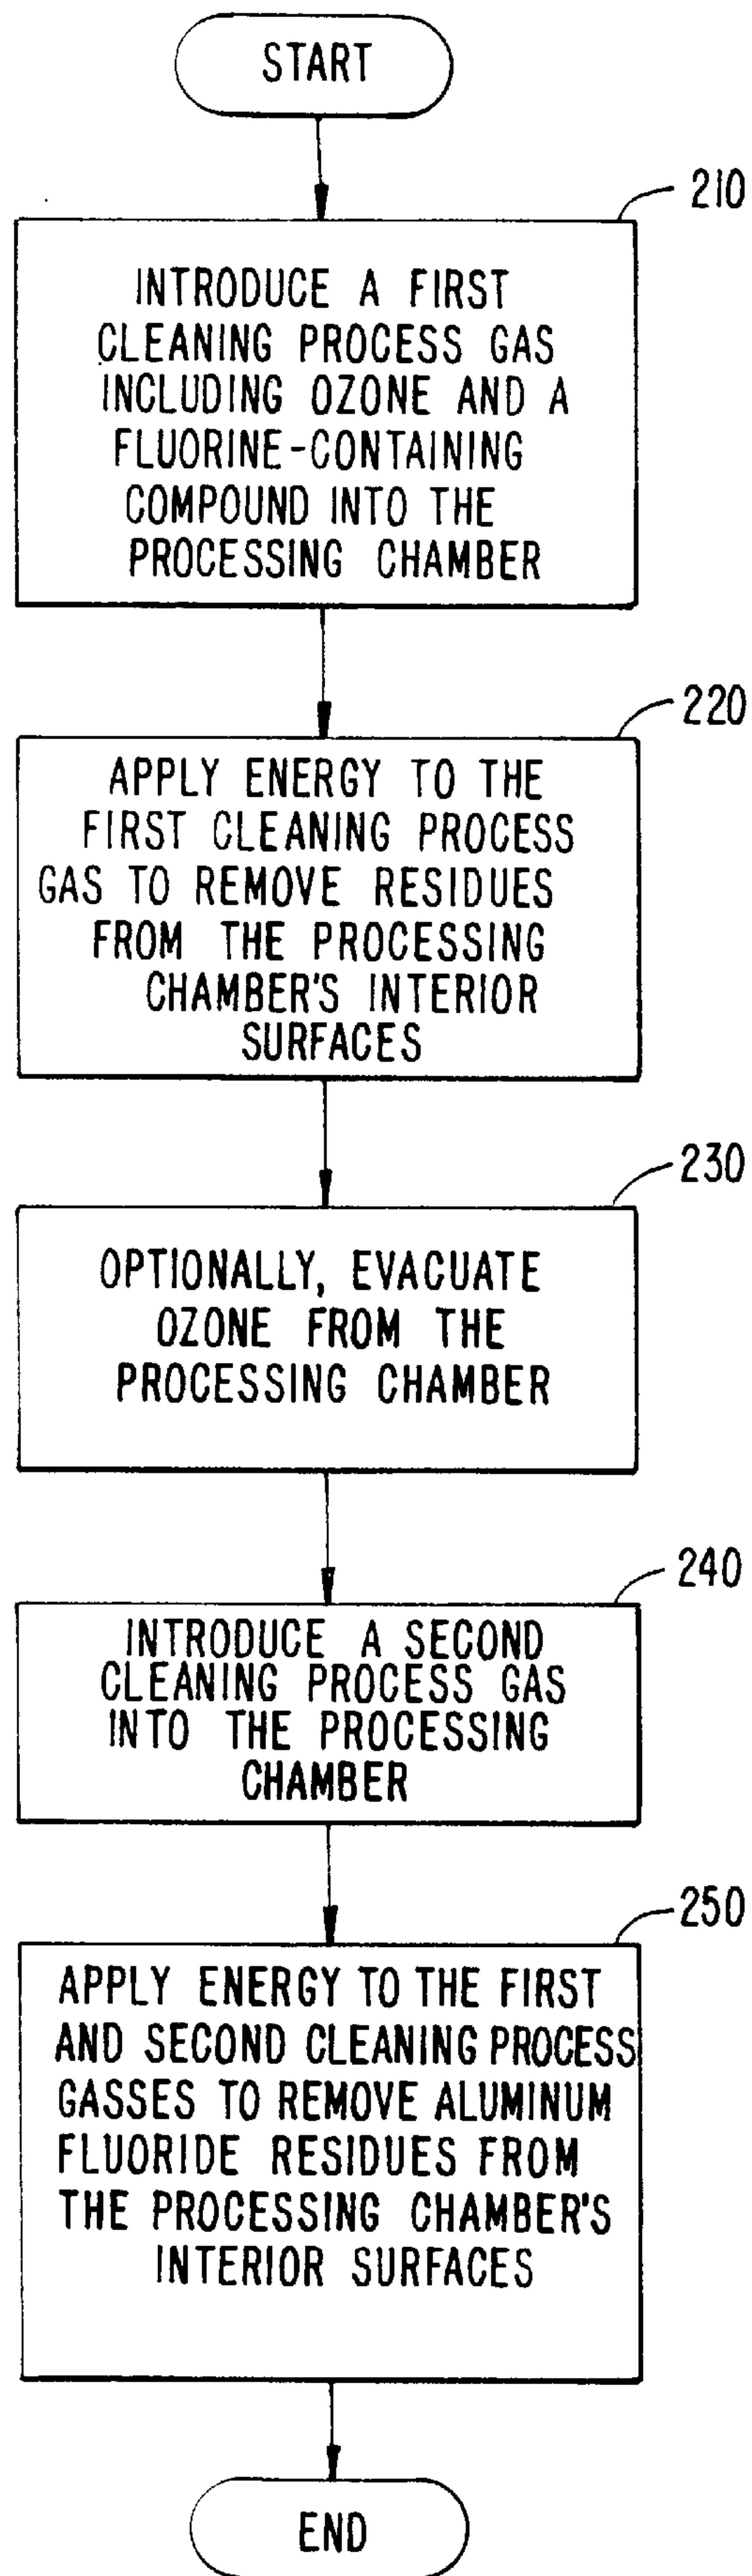 START
210
INTRODUCE A FIRST
CLEANING PROCESS GAS
INCLUDING OZONE AND A
FLUORINE-CONTAINING
COMPOUND INTO THE
PROCESSING CHAMBER
220
APPLY ENERGY TO THE
FIRST CLEANING PROCESS
GAS TO REMOVE RESIDUES
FROM THE PROCESSING
CHAMBER'S INTERIOR
SURFACES
230
OPTIONALLY, EVACUATE
OZONE FROM THE
PROCESSING CHAMBER
240
INTRODUCE A SECOND
CLEANING PROCESS GAS
INTO THE PROCESSING
CHAMBER
250
APPLY ENERGY TO THE FIRST
AND SECOND CLEANING PROCESS
GASSES TO REMOVE ALUMINUM
FLUORIDE RESIDUES FROM
THE PROCESSING CHAMBER'S
INTERIOR SURFACES
END